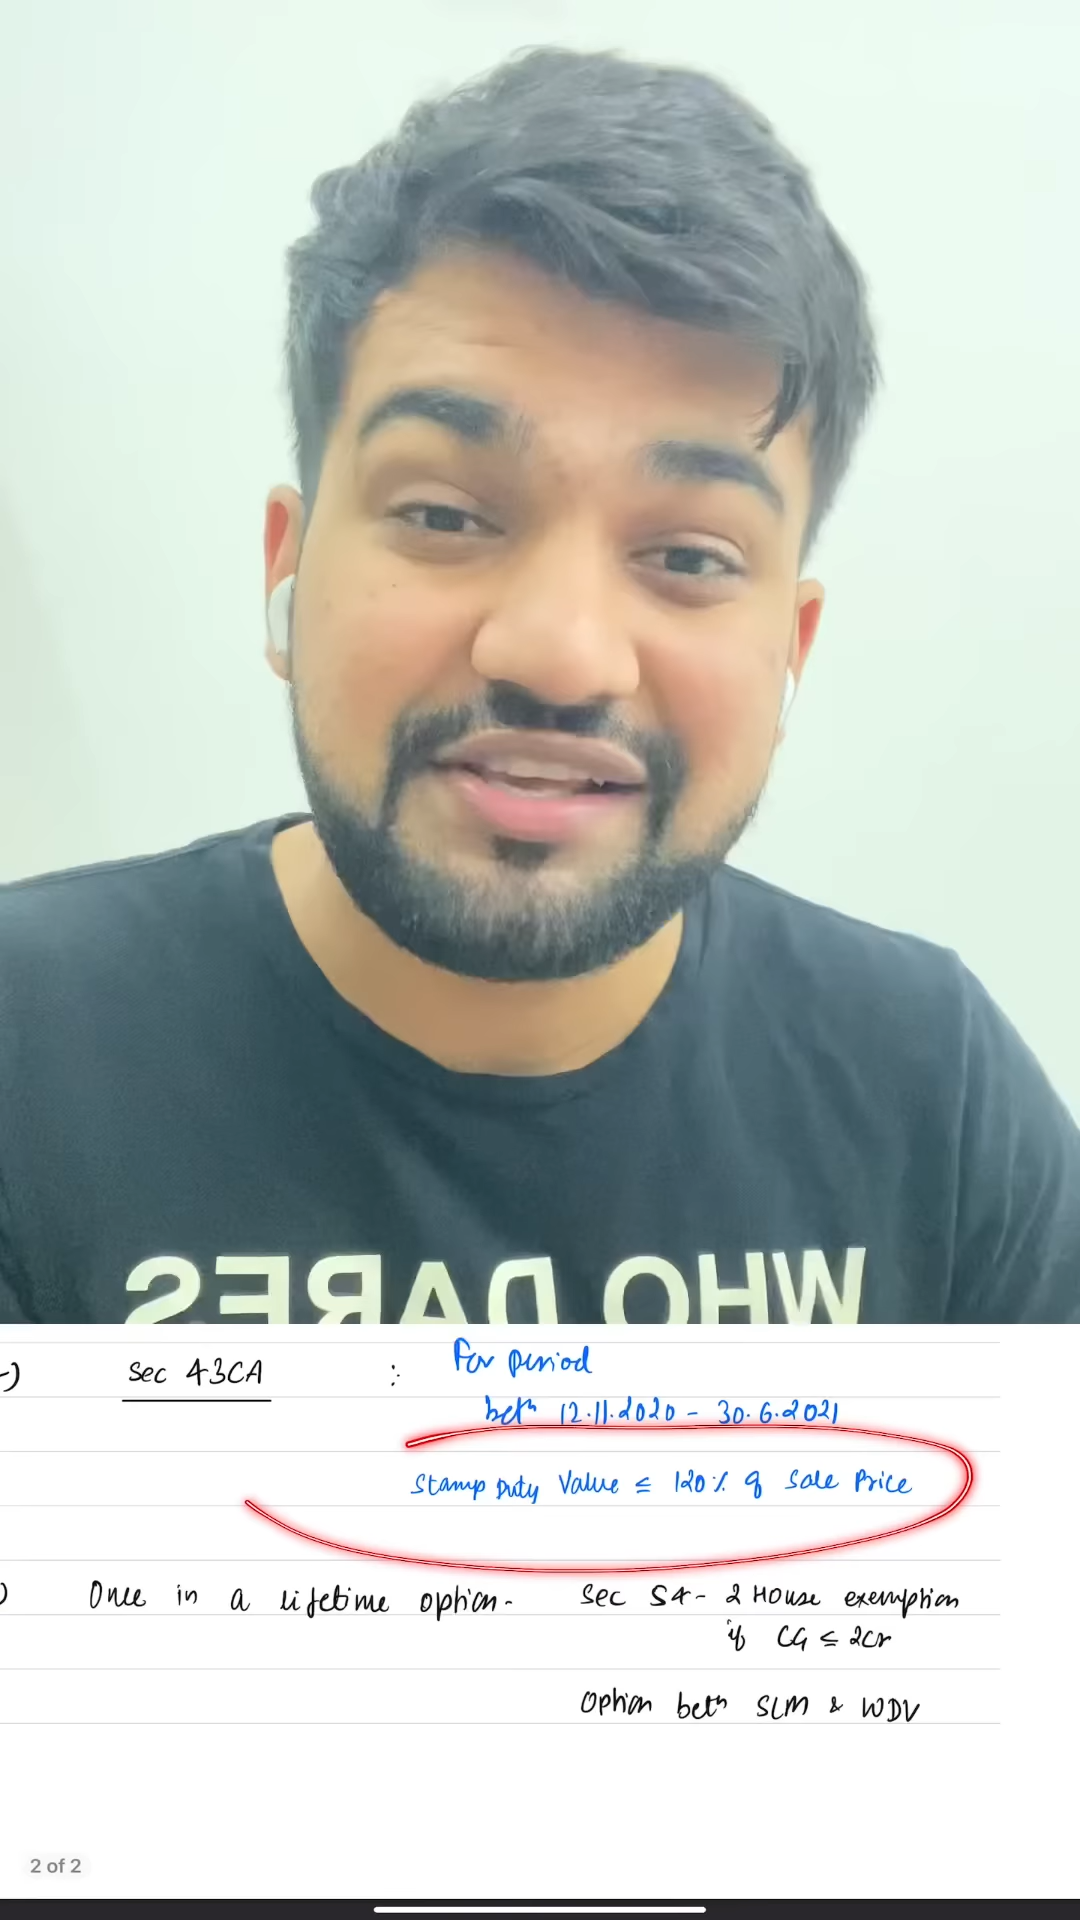 WHO DARES
Sec 43CA : For period
betn 12.11.2020 - 30.6.2021
Stamp Duty Value ≤ 120% of Sale Price
Once in a lifetime option - Sec 54 - 2 House exemption
if CG ≤ 2Cr
Option betn SLM & WDV
2 of 2